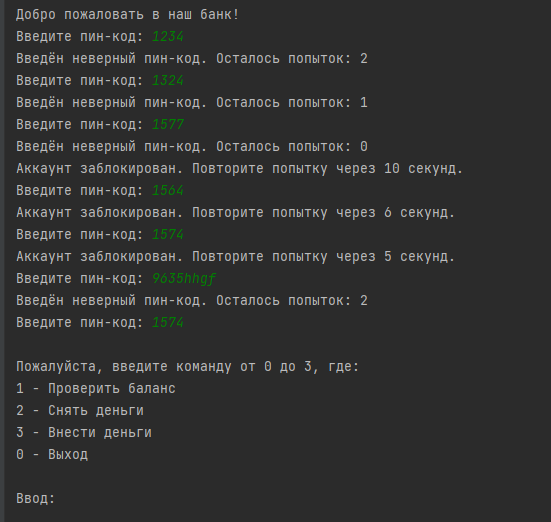 Добро пожаловать в наш банк!
Введите пин-код: 1234
Введён неверный пин-код. Осталось попыток: 2
Введите пин-код: 1324
Введён неверный пин-код. Осталось попыток: 1
Введите пин-код: 1577
Введён неверный пин-код. Осталось попыток: 0
Аккаунт заблокирован. Повторите попытку через 10 секунд.
Введите пин-код: 1564
Аккаунт заблокирован. Повторите попытку через 6 секунд.
Введите пин-код: 1574
Аккаунт заблокирован. Повторите попытку через 5 секунд.
Введите пин-код: 9635hhgf
Введён неверный пин-код. Осталось попыток: 2
Введите пин-код: 1574
Пожалуйста, введите команду от 0 до 3, где:
1 - Проверить баланс
2 - Снять деньги
3 - Внести деньги
0 - Выход
Ввод: